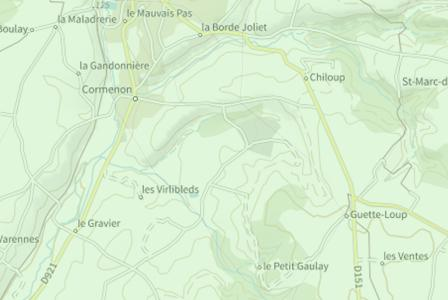 le Mauvais Pas
la Maladrerie
Boulay
la Borde Joliet
la Gandonnière
Chiloup
St-Marc-d
Cormenon
les Virlibleds
Guette-Loup
le Gravier
Varennes
les Ventes
le Petit Gaulay
D921
D151